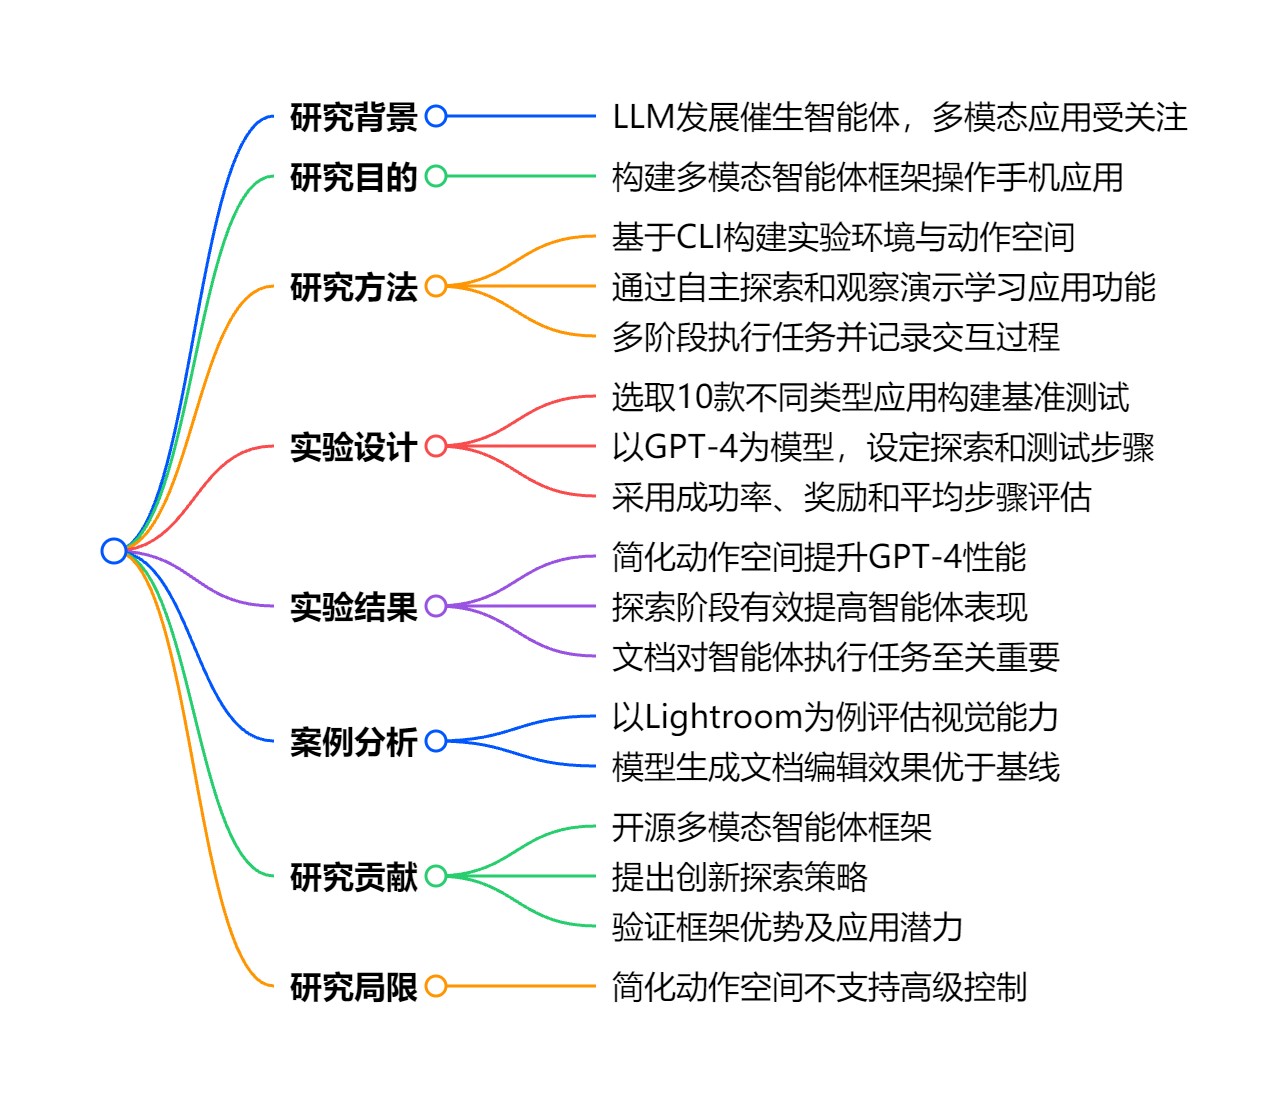 研究背景
LLM发展催生智能体，多模态应用受关注
研究目的
构建多模态智能体框架操作手机应用
研究方法
基于CLI构建实验环境与动作空间
通过自主探索和观察演示学习应用功能
多阶段执行任务并记录交互过程
实验设计
选取10款不同类型应用构建基准测试
以GPT-4为模型，设定探索和测试步骤
采用成功率、奖励和平均步骤评估
实验结果
简化动作空间提升GPT-4性能
探索阶段有效提高智能体表现
文档对智能体执行任务至关重要
案例分析
以Lightroom为例评估视觉能力
模型生成文档编辑效果优于基线
研究贡献
开源多模态智能体框架
提出创新探索策略
验证框架优势及应用潜力
研究局限
简化动作空间不支持高级控制